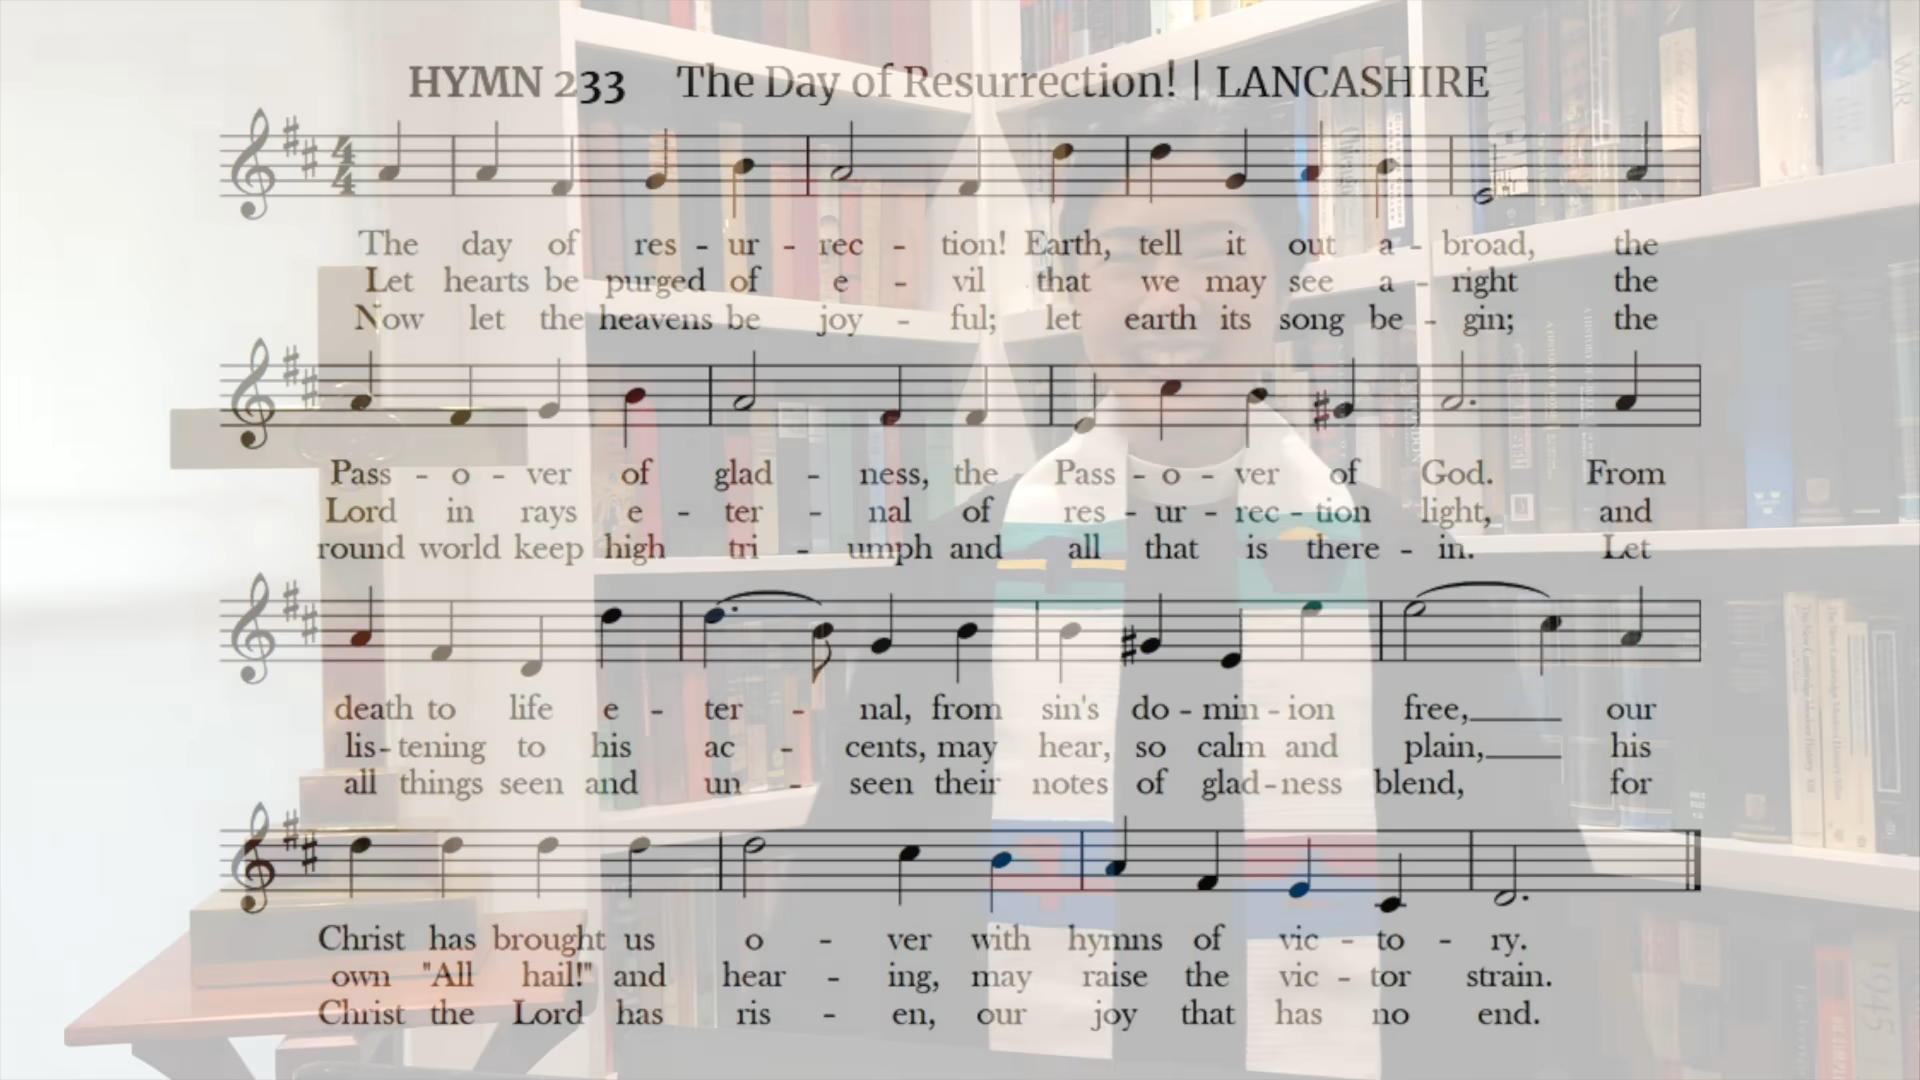 HYMN 233 The Day of Resurrection! | LANCASHIRE
The day of res - ur - rec - tion! Earth, tell it out a - broad, the
Let hearts be purged of e - vil that we may see a - right the
Now let the heavens be joy - ful; let earth its song be - gin; the
Pass - o - ver of glad - ness, the Pass - o - ver of God. From
Lord in rays e - ter - nal of res - ur - rec - tion light, and
round world keep high tri - umph and all that is there - in. Let
death to life e - ter - nal, from sin's do - min - ion free,___ our
lis - tening to his ac - cents, may hear, so calm and plain,___ his
all things seen and un - seen their notes of glad - ness blend, for
Christ has brought us o - ver with hymns of vic - to - ry.
own "All hail!" and hear - ing, may raise the vic - tor strain.
Christ the Lord has ris - en, our joy that has no end.
MUNICH
WAR
1945